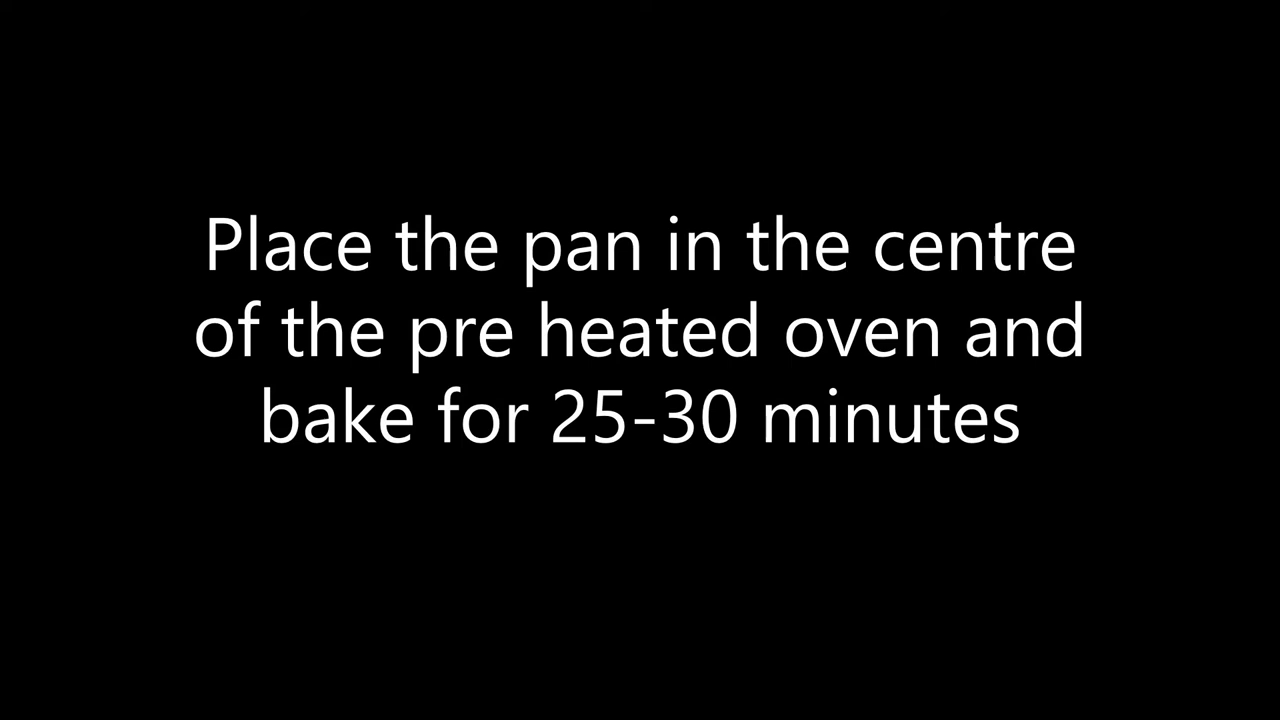 Place the pan in the centre
of the pre heated oven and
bake for 25-30 minutes